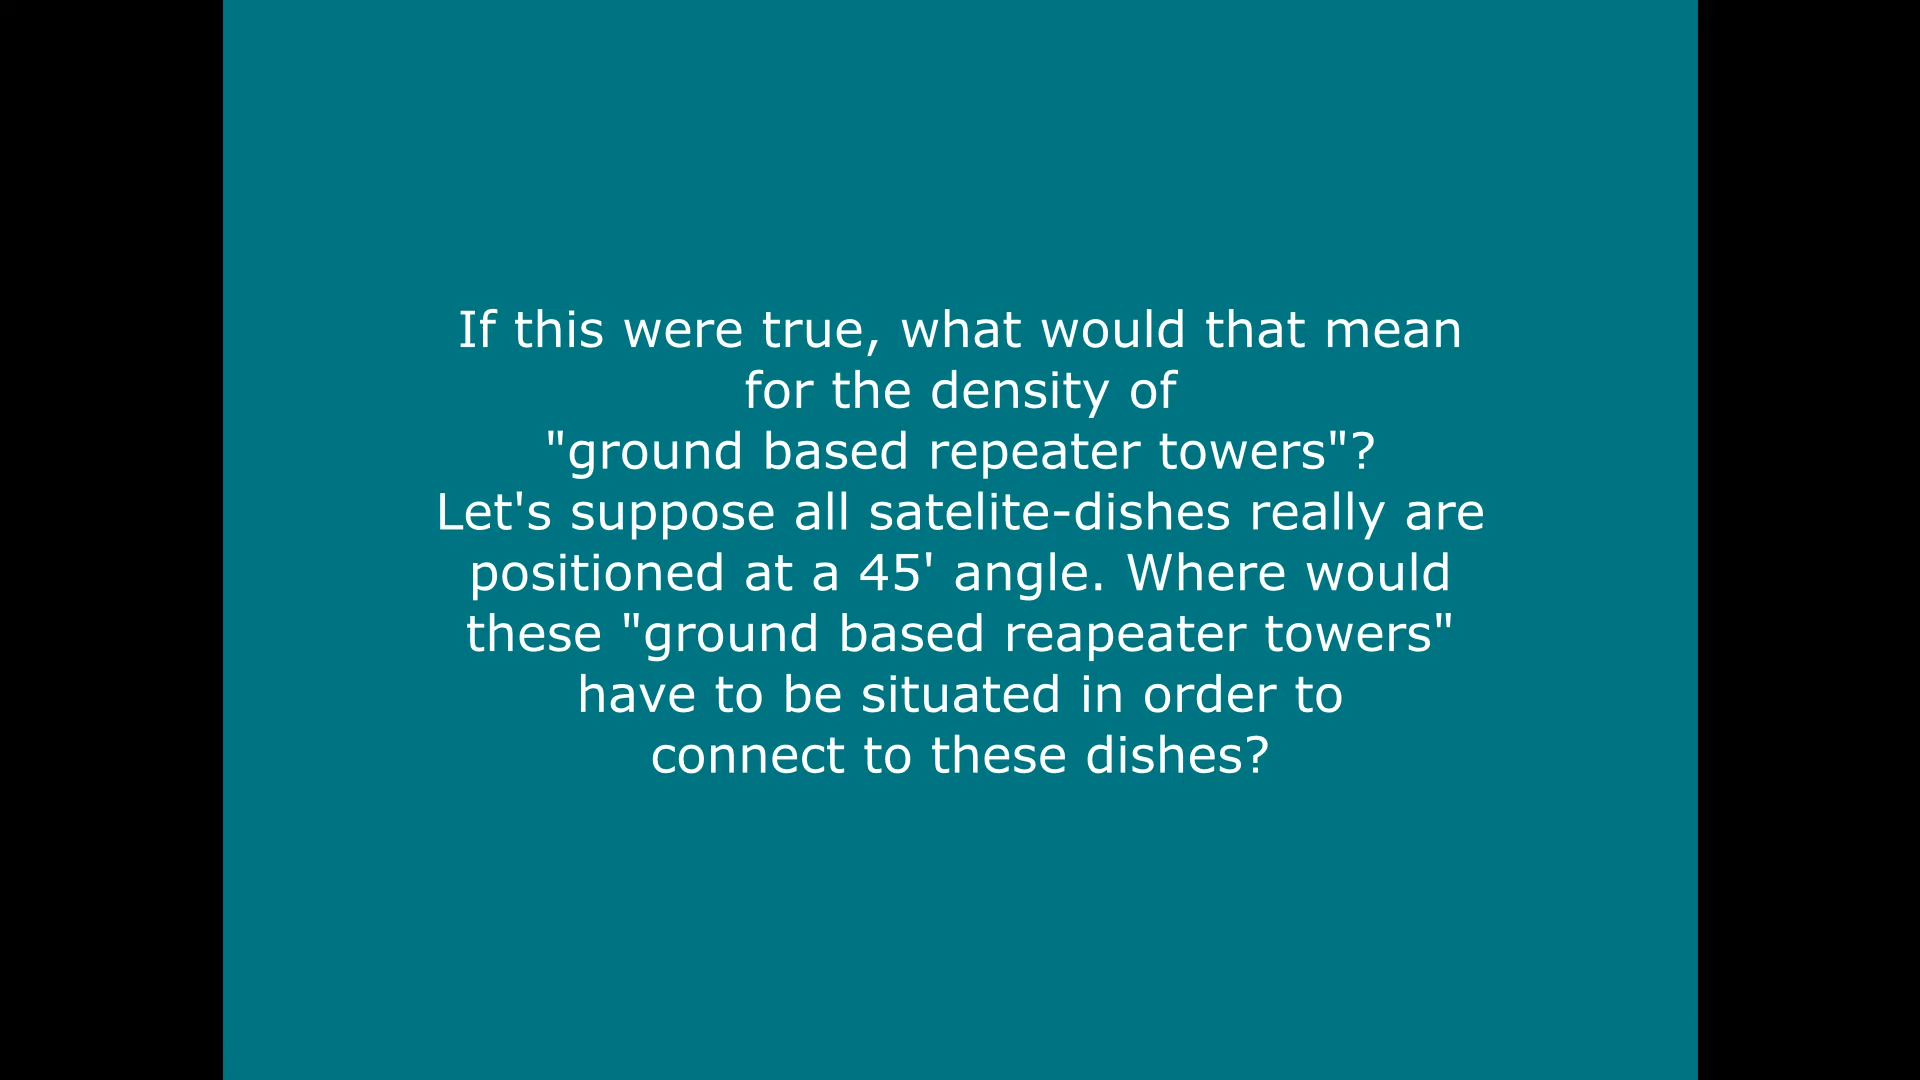 If this were true, what would that mean
for the density of
"ground based repeater towers"?
Let's suppose all satelite-dishes really are
positioned at a 45' angle. Where would
these "ground based reapeater towers"
have to be situated in order to
connect to these dishes?